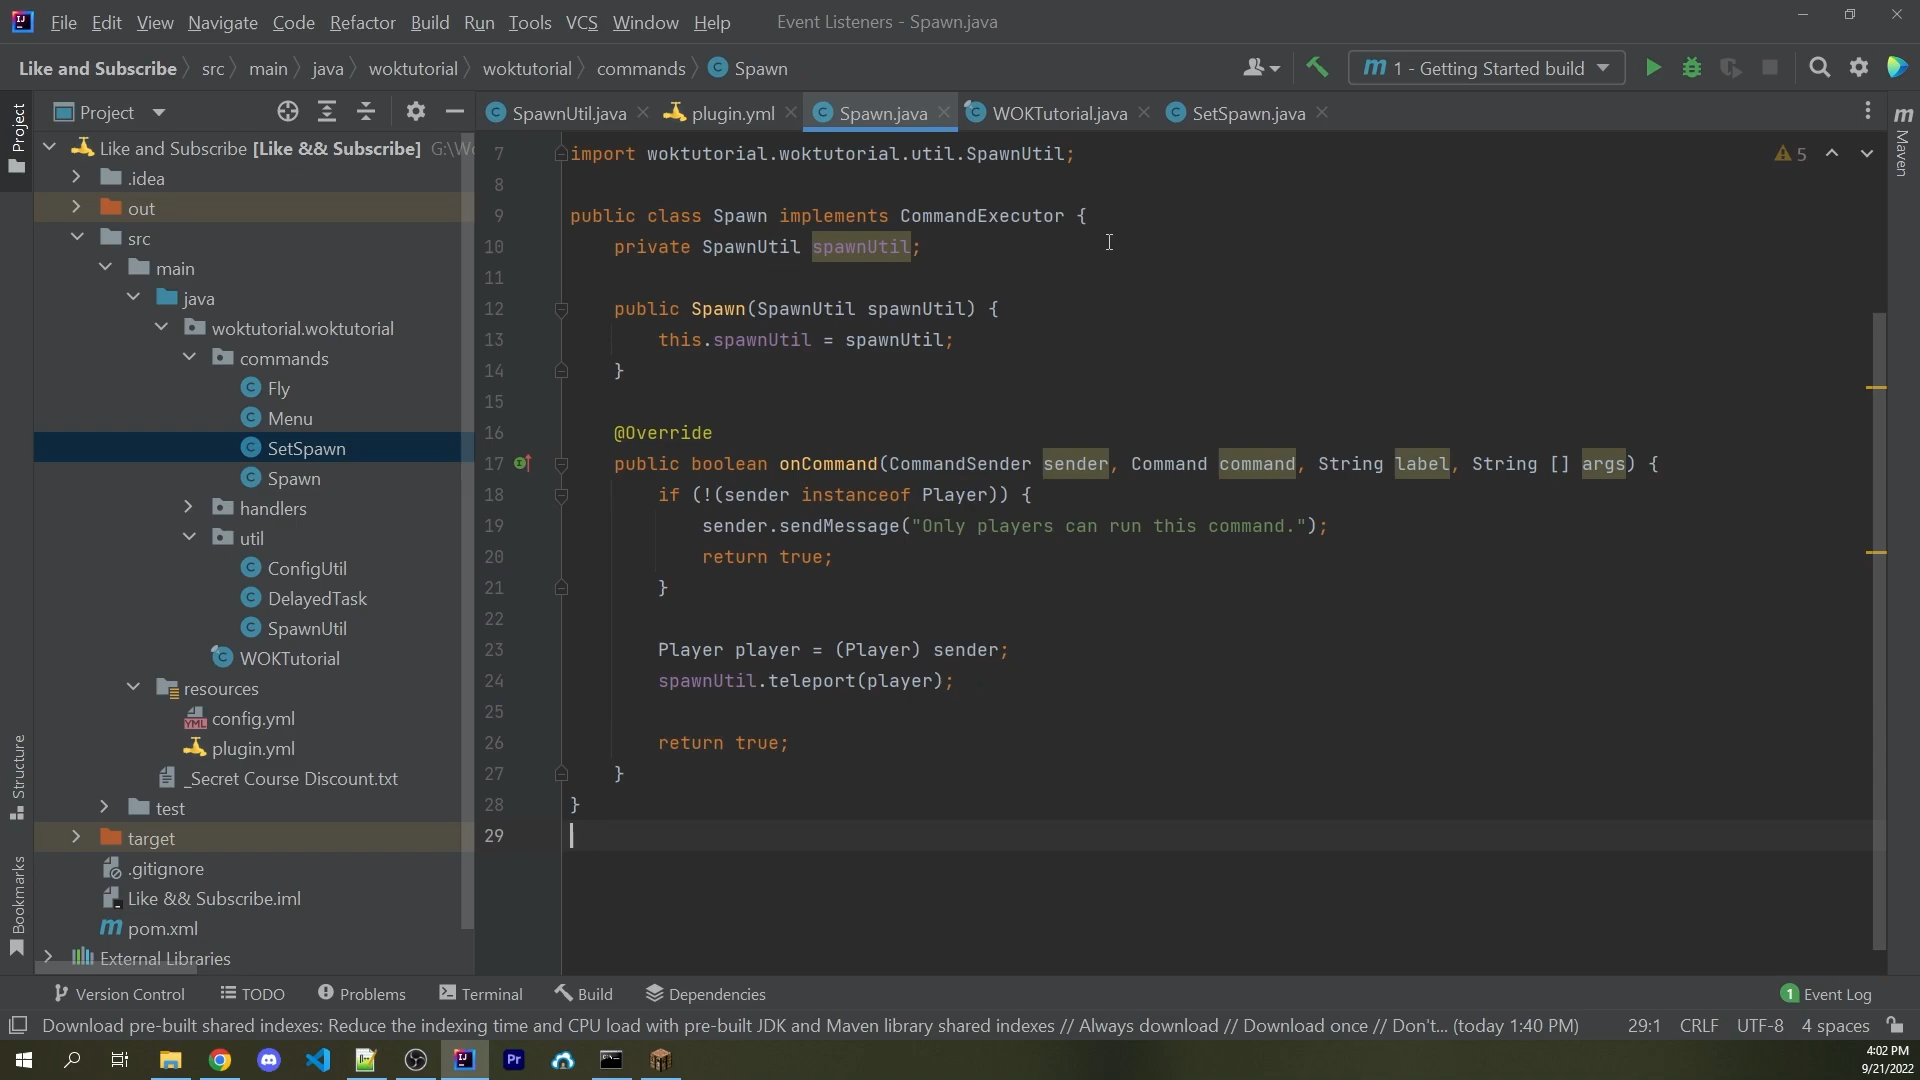 File Edit View Navigate Code Refactor Build Run Tools VCS Window Help Event Listeners - Spawn.java
Like and Subscribe src main java woktutorial woktutorial commands Spawn
1 - Getting Started build
Project
SpawnUtil.java plugin.yml Spawn.java WOKTutorial.java SetSpawn.java
Project
Like and Subscribe [Like && Subscribe]
.idea
out
src
main
java
woktutorial.woktutorial
commands
Fly
Menu
SetSpawn
Spawn
handlers
util
ConfigUtil
DelayedTask
SpawnUtil
WOKTutorial
resources
config.yml
plugin.yml
_Secret Course Discount.txt
test
target
.gitignore
Like && Subscribe.iml
pom.xml
External Libraries
Structure
Bookmarks
7 import woktutorial.woktutorial.util.SpawnUtil;
8
9 public class Spawn implements CommandExecutor {
10 private SpawnUtil spawnUtil;
11
12 public Spawn(SpawnUtil spawnUtil) {
13 this.spawnUtil = spawnUtil;
14 }
15
16 @Override
17 public boolean onCommand(CommandSender sender, Command command, String label, String [] args) {
18 if (!(sender instanceof Player)) {
19 sender.sendMessage("Only players can run this command.");
20 return true;
21 }
22
23 Player player = (Player) sender;
24 spawnUtil.teleport(player);
25
26 return true;
27 }
28 }
29
5
Maven
Version Control TODO Problems Terminal Build Dependencies 1 Event Log
Download pre-built shared indexes: Reduce the indexing time and CPU load with pre-built JDK and Maven library shared indexes // Always download // Download once // Don't... (today 1:40 PM) 29:1 CRLF UTF-8 4 spaces
4:02 PM
9/21/2022